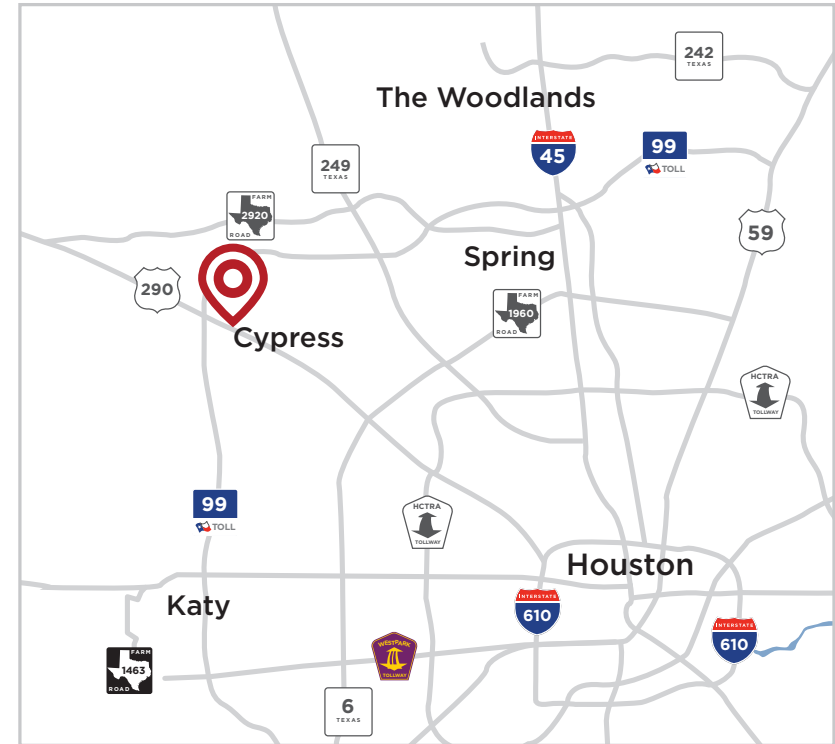 242
TEXAS
The Woodlands
INTERSTATE
45
99
TOLL
249
TEXAS
FARM
2920
ROAD
59
Spring
290
FARM
1960
ROAD
Cypress
HCTRA
TOLLWAY
99
TOLL
HCTRA
TOLLWAY
Houston
Katy
INTERSTATE
610
INTERSTATE
610
WESTPARK
TOLLWAY
FARM
1463
ROAD
6
TEXAS